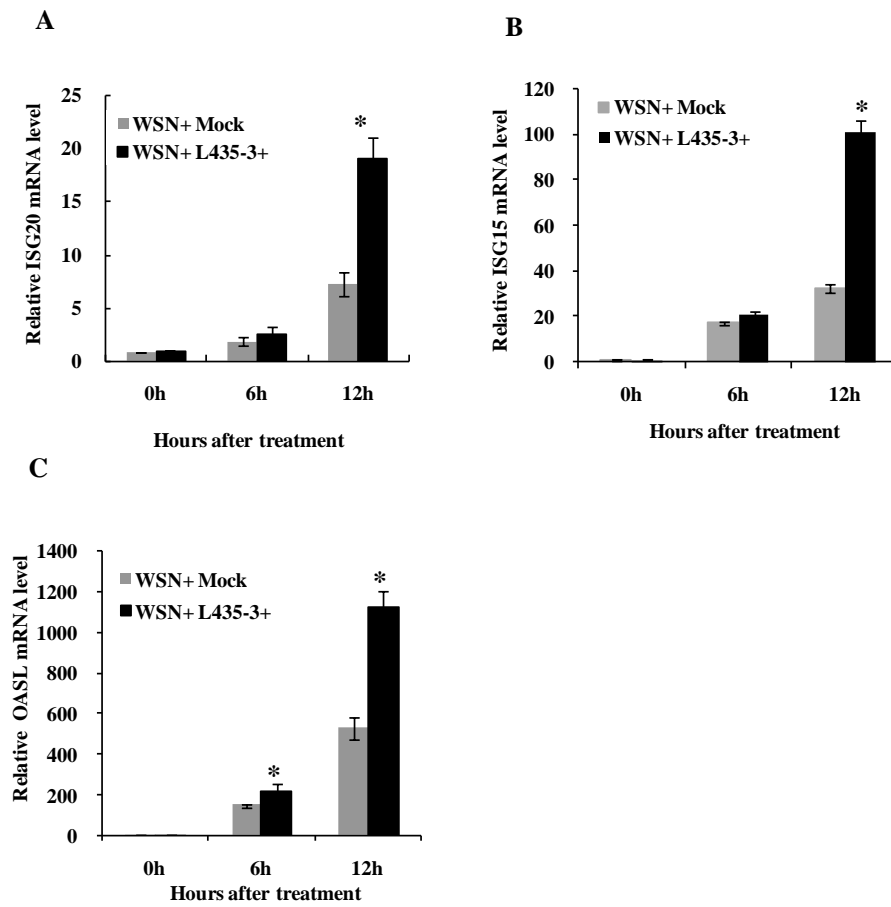 A
Relative ISG20 mRNA level
25
20
15
10
5
0
WSN+ Mock
WSN+ L435-3+
*
0h 6h 12h
Hours after treatment
B
Relative ISG15 mRNA level
120
100
80
60
40
20
0
WSN+ Mock
WSN+ L435-3+
*
0h 6h 12h
Hours after treatment
C
Relative OASL mRNA level
1400
1200
1000
800
600
400
200
0
WSN+ Mock
WSN+ L435-3+
*
*
0h 6h 12h
Hours after treatment